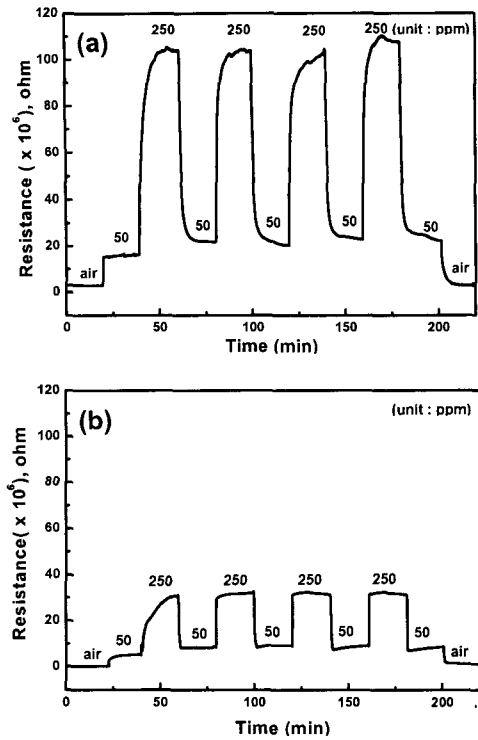 120
100
80
60
40
20
0
Resistance ( x 10⁶), ohm
(a)
250 250 250 250 (unit : ppm)
50 50 50 50 50
air air
0 50 100 150 200
Time (min)
120
100
80
60
40
20
0
Resistance( x 10⁶), ohm
(b)
(unit : ppm)
250 250 250 250
50 50 50 50 50
air air
0 50 100 150 200
Time (min)